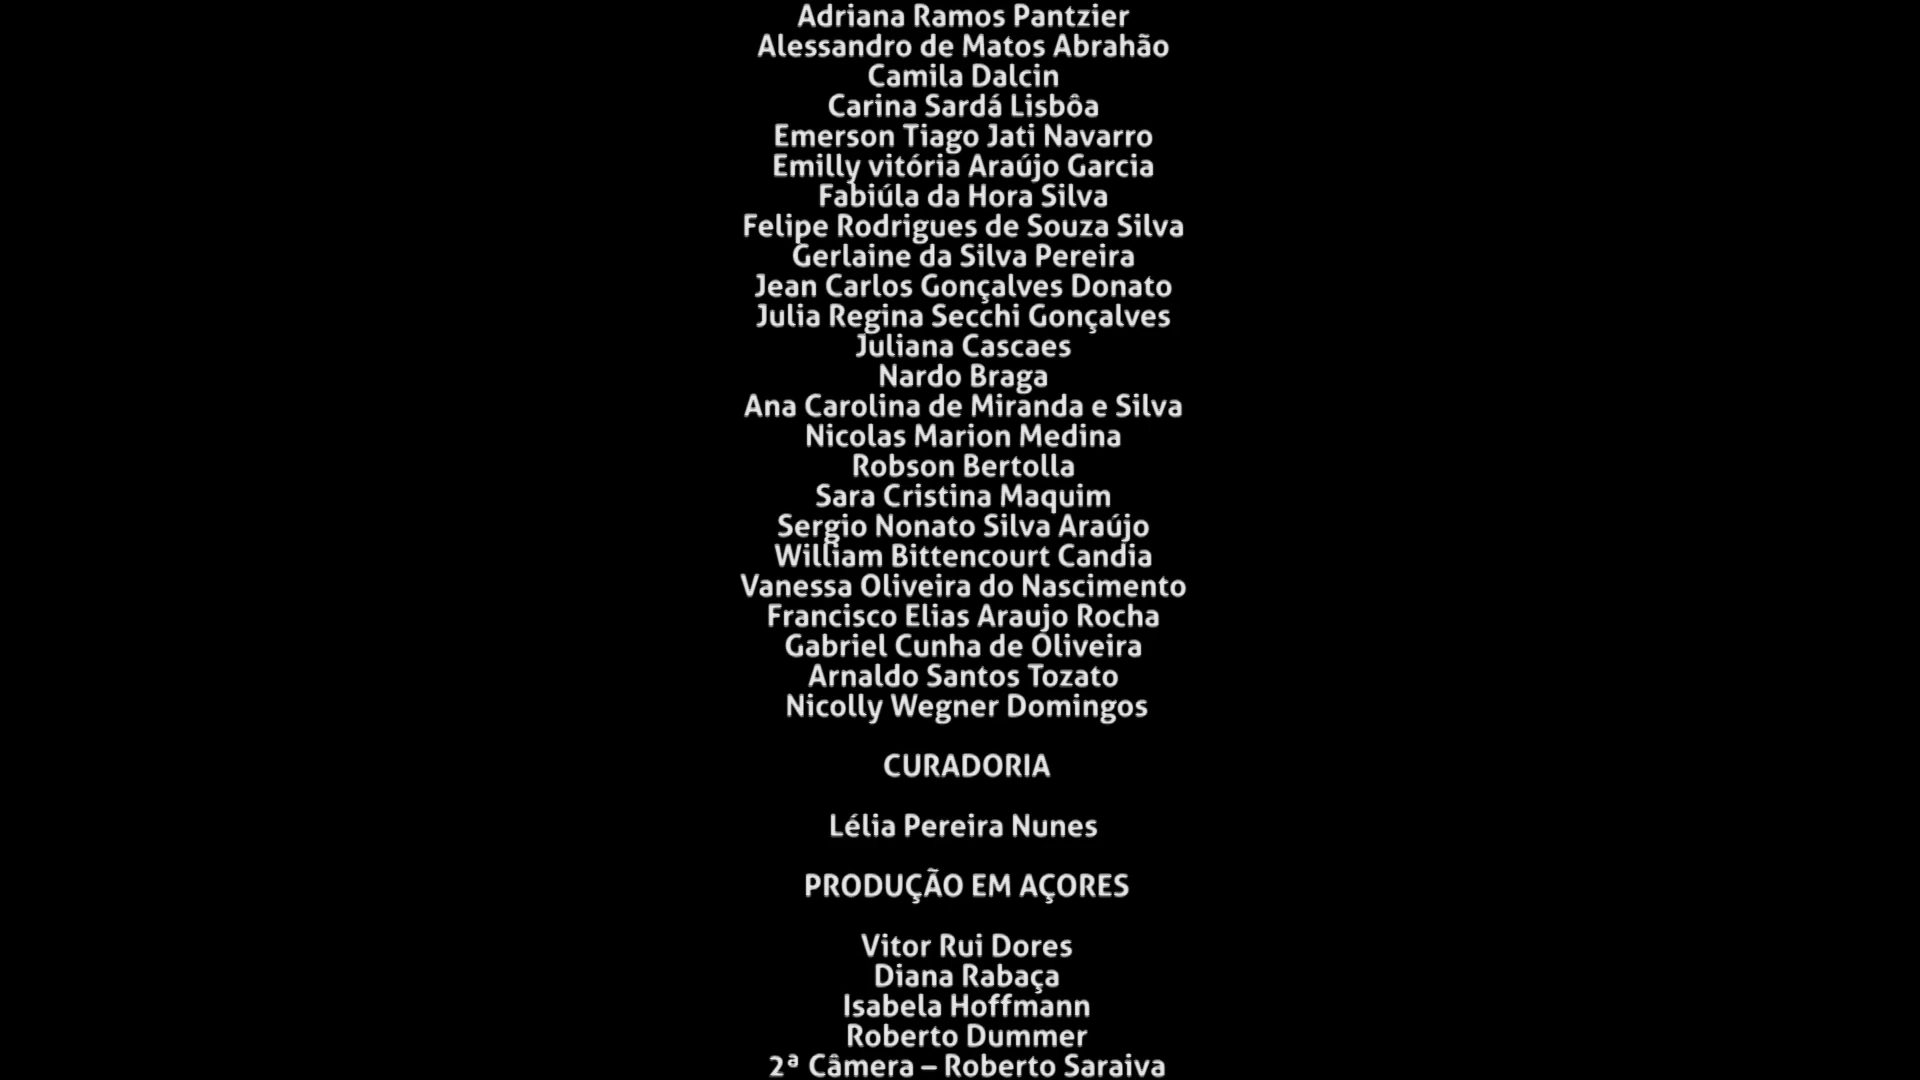 Adriana Ramos Pantzier
Alessandro de Matos Abrahão
Camila Dalcin
Carina Sardá Lisbôa
Emerson Tiago Jati Navarro
Emilly vitória Araújo Garcia
Fabiúla da Hora Silva
Felipe Rodrigues de Souza Silva
Gerlaine da Silva Pereira
Jean Carlos Gonçalves Donato
Julia Regina Secchi Gonçalves
Juliana Cascaes
Nardo Braga
Ana Carolina de Miranda e Silva
Nicolas Marion Medina
Robson Bertolla
Sara Cristina Maquim
Sergio Nonato Silva Araújo
William Bittencourt Candia
Vanessa Oliveira do Nascimento
Francisco Elias Araujo Rocha
Gabriel Cunha de Oliveira
Arnaldo Santos Tozato
Nicolly Wegner Domingos
CURADORIA
Lélia Pereira Nunes
PRODUÇÃO EM AÇORES
Vitor Rui Dores
Diana Rabaça
Isabela Hoffmann
Roberto Dummer
2ª Câmera – Roberto Saraiva